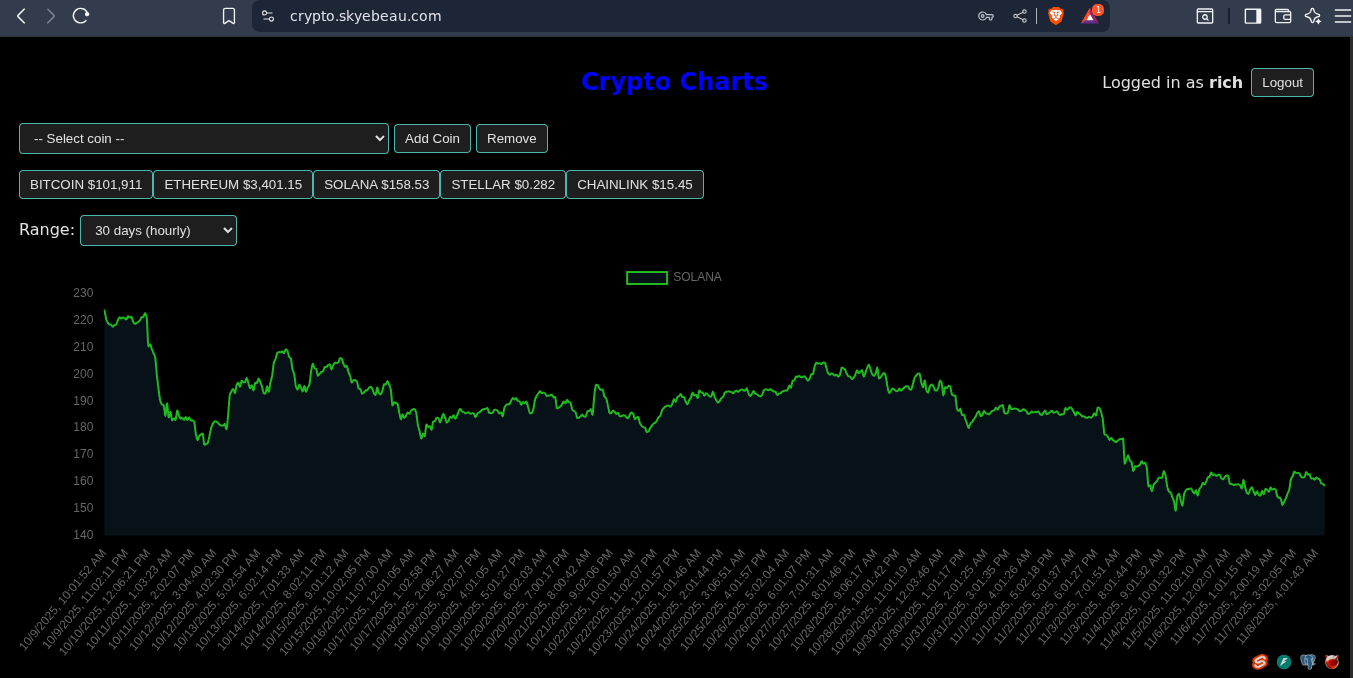 crypto.skyebeau.com
1
Crypto Charts
Logged in as rich Logout
-- Select coin -- Add Coin Remove
BITCOIN $101,911 ETHEREUM $3,401.15 SOLANA $158.53 STELLAR $0.282 CHAINLINK $15.45
Range: 30 days (hourly)
SOLANA
230
220
210
200
190
180
170
160
150
140
10/9/2025, 10:01:52 AM
10/9/2025, 11:02:11 PM
10/10/2025, 12:06:21 PM
10/11/2025, 1:03:22 AM
10/11/2025, 2:02:07 PM
10/12/2025, 3:04:20 AM
10/12/2025, 4:02:30 PM
10/13/2025, 5:02:54 AM
10/13/2025, 6:02:14 PM
10/14/2025, 7:01:33 AM
10/14/2025, 8:02:11 PM
10/15/2025, 9:01:12 AM
10/15/2025, 10:02:08 PM
10/16/2025, 11:07:00 AM
10/17/2025, 12:01:05 AM
10/17/2025, 1:02:58 PM
10/18/2025, 2:06:27 AM
10/18/2025, 3:02:07 PM
10/19/2025, 4:01:05 AM
10/19/2025, 5:01:27 PM
10/20/2025, 6:02:03 AM
10/20/2025, 7:00:17 PM
10/21/2025, 8:00:42 AM
10/21/2025, 9:02:06 PM
10/22/2025, 10:01:50 AM
10/22/2025, 11:02:07 PM
10/23/2025, 12:01:57 PM
10/24/2025, 1:01:46 AM
10/24/2025, 2:01:44 PM
10/25/2025, 3:06:51 AM
10/25/2025, 4:01:57 PM
10/26/2025, 5:02:04 AM
10/26/2025, 6:01:07 PM
10/27/2025, 7:01:31 AM
10/27/2025, 8:01:46 PM
10/28/2025, 9:06:17 AM
10/28/2025, 10:01:42 PM
10/29/2025, 11:01:19 AM
10/30/2025, 12:03:48 AM
10/30/2025, 1:01:17 PM
10/31/2025, 2:01:25 AM
10/31/2025, 3:01:35 PM
11/1/2025, 4:01:26 AM
11/1/2025, 5:02:18 PM
11/2/2025, 5:01:37 AM
11/2/2025, 6:01:27 PM
11/3/2025, 7:01:51 AM
11/3/2025, 8:01:44 PM
11/4/2025, 9:01:32 AM
11/4/2025, 10:01:32 PM
11/5/2025, 11:02:10 AM
11/6/2025, 12:02:07 AM
11/6/2025, 1:01:15 PM
11/7/2025, 2:00:19 AM
11/7/2025, 3:02:05 PM
11/8/2025, 4:01:43 AM